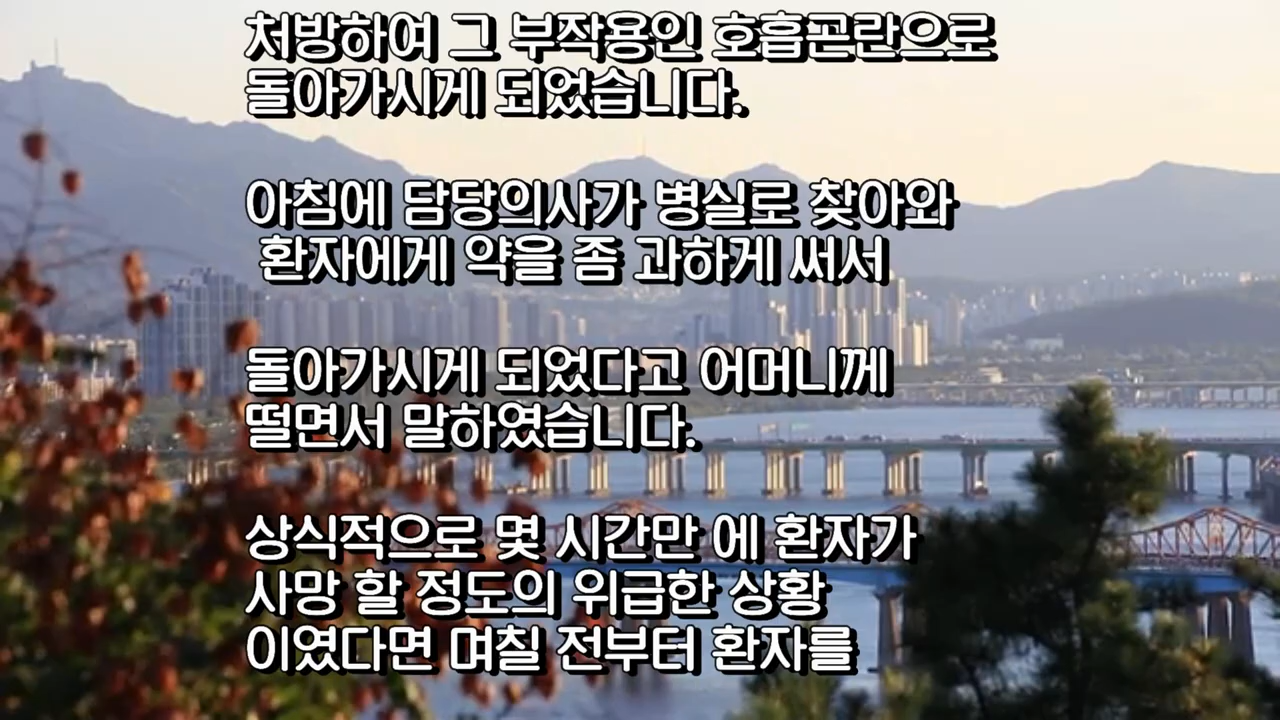 처방하여 그 부작용인 호흡곤란으로
돌아가시게 되었습니다.
아침에 담당의사가 병실로 찾아와
환자에게 약을 좀 과하게 써서
돌아가시게 되었다고 어머니께
떨면서 말하였습니다.
상식적으로 몇 시간만 에 환자가
사망 할 정도의 위급한 상황
이였다면 며칠 전부터 환자를